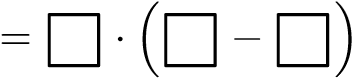 = □ · (□ − □)